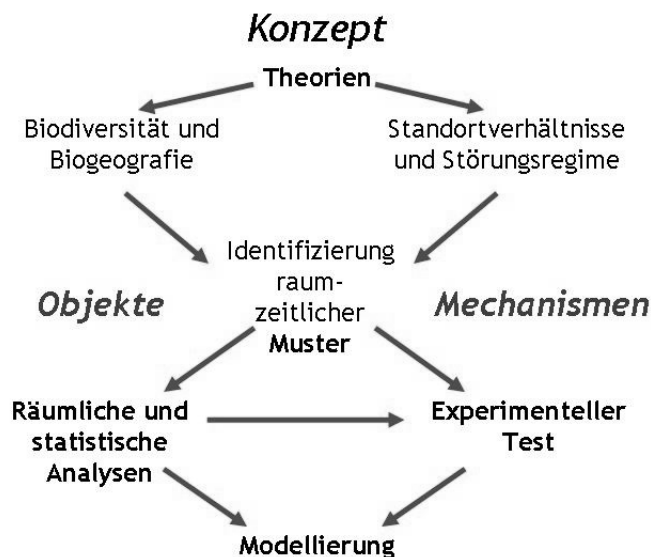 Konzept
Theorien
Biodiversität und
Biogeografie
Standortverhältnisse
und Störungsregime
Identifizierung
raum-
zeitlicher
Muster
Objekte
Mechanismen
Räumliche und
statistische
Analysen
Experimenteller
Test
Modellierung